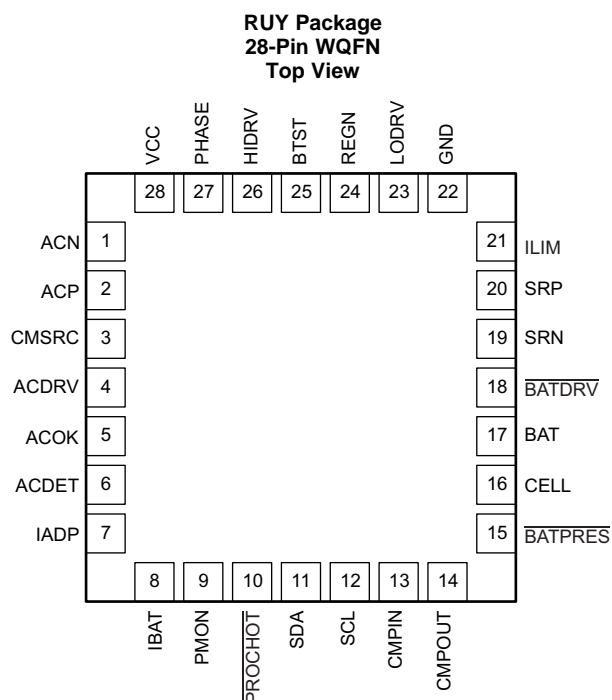 RUY Package
28-Pin WQFN
Top View
VCC
PHASE
HIDRV
BTST
REGN
LODRV
GND
28
27
26
25
24
23
22
ACN 1
ACP 2
CMSRC 3
ACDRV 4
ACOK 5
ACDET 6
IADP 7
21 ILIM
20 SRP
19 SRN
18 BATDRV
17 BAT
16 CELL
15 BATPRES
8
9
10
11
12
13
14
IBAT
PMON
PROCHOT
SDA
SCL
CMPIN
CMPOUT